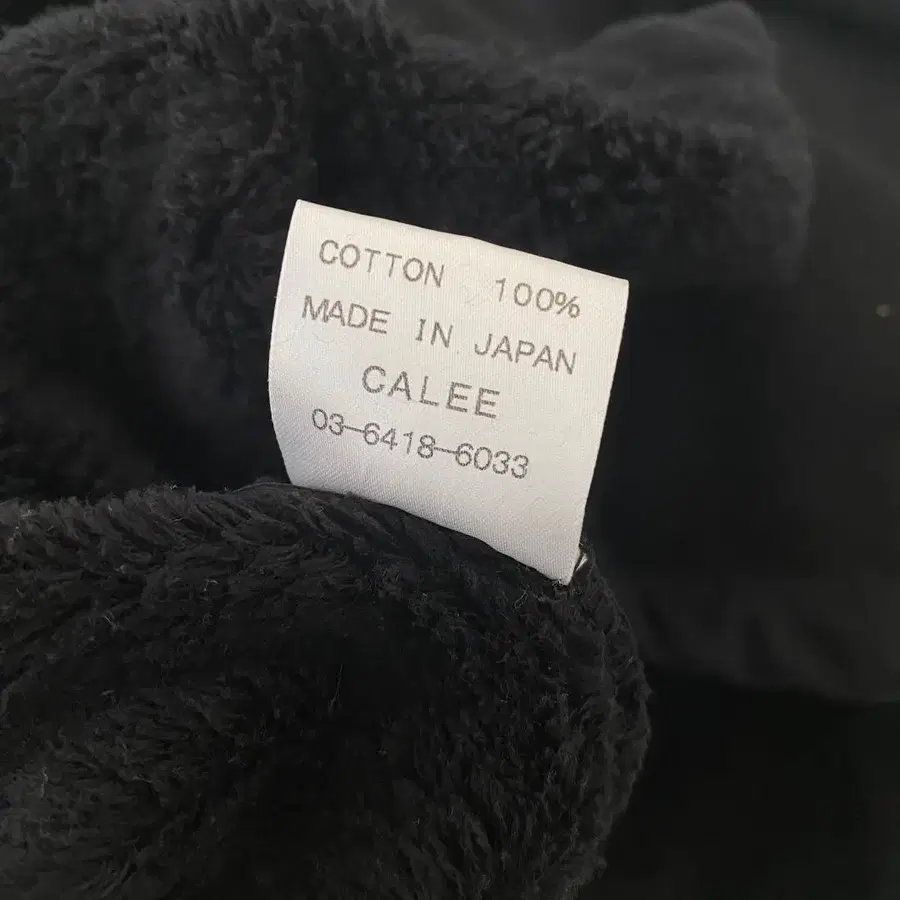 COTTON 100%
MADE IN JAPAN
CALEE
03-6418-6033